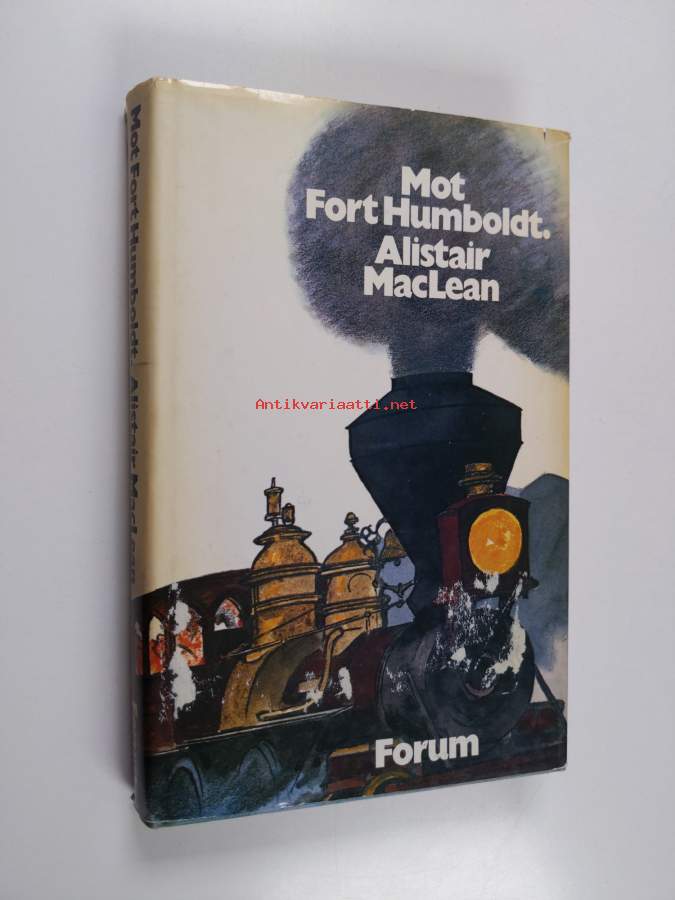 Mot
Fort Humboldt.
Alistair
MacLean
Antikvariaatti.net
Forum
Mot Fort Humboldt. Alistair MacLean